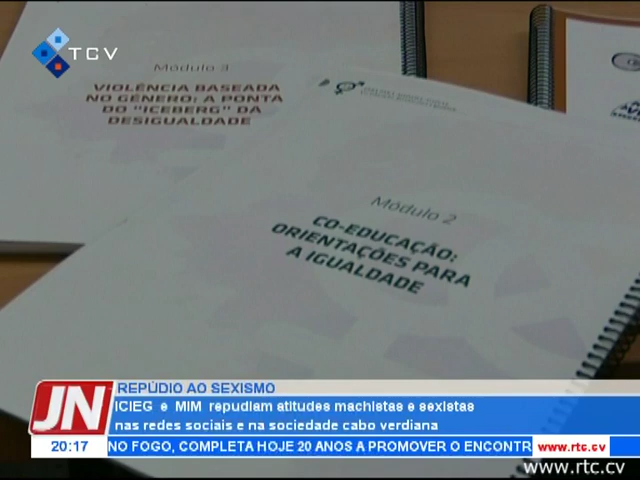 TCV
Módulo 3
VIOLÊNCIA BASEADA
NO GÉNERO: A PONTA
DO "ICEBERG" DA
DESIGUALDADE
Módulo 2
CO-EDUCAÇÃO:
ORIENTAÇÕES PARA
A IGUALDADE
JN
REPÚDIO AO SEXISMO
ICIEG e MIM repudiam atitudes machistas e sexistas
nas redes sociais e na sociedade cabo verdiana
20:17
NO FOGO, COMPLETA HOJE 20 ANOS A PROMOVER O ENCONTR
www.rtc.cv
www.rtc.cv